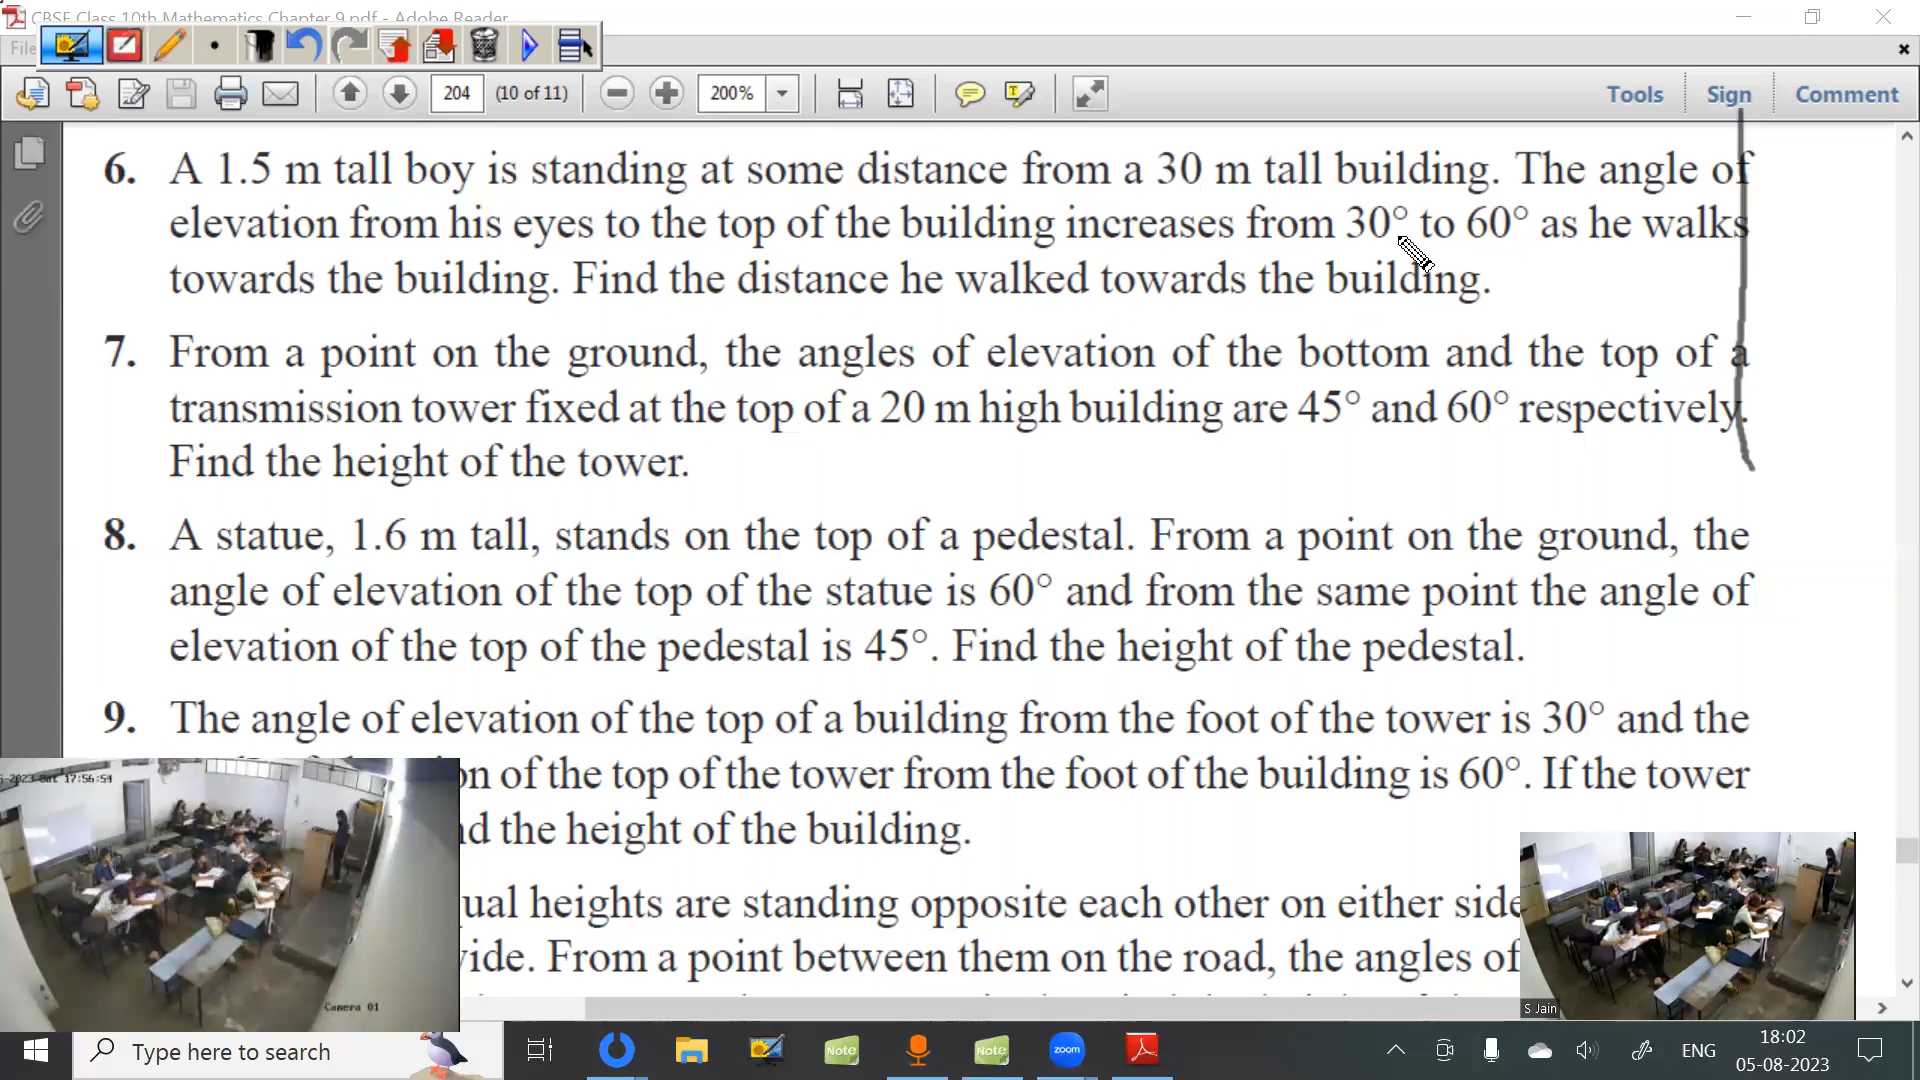 CBSE Class 10th Mathematics Chapter 9.pdf - Adobe Reader
File
204 (10 of 11) 200% Tools Sign Comment
6. A 1.5 m tall boy is standing at some distance from a 30 m tall building. The angle of
elevation from his eyes to the top of the building increases from 30° to 60° as he walks
towards the building. Find the distance he walked towards the building.
7. From a point on the ground, the angles of elevation of the bottom and the top of a
transmission tower fixed at the top of a 20 m high building are 45° and 60° respectively.
Find the height of the tower.
8. A statue, 1.6 m tall, stands on the top of a pedestal. From a point on the ground, the
angle of elevation of the top of the statue is 60° and from the same point the angle of
elevation of the top of the pedestal is 45°. Find the height of the pedestal.
9. The angle of elevation of the top of a building from the foot of the tower is 30° and the
on of the top of the tower from the foot of the building is 60°. If the tower
nd the height of the building.
ual heights are standing opposite each other on either side
vide. From a point between them on the road, the angles of
-2023 Sat 17:56:54
Camera 01
S Jain
Type here to search
Note
Note
zoom
ENG
18:02
05-08-2023